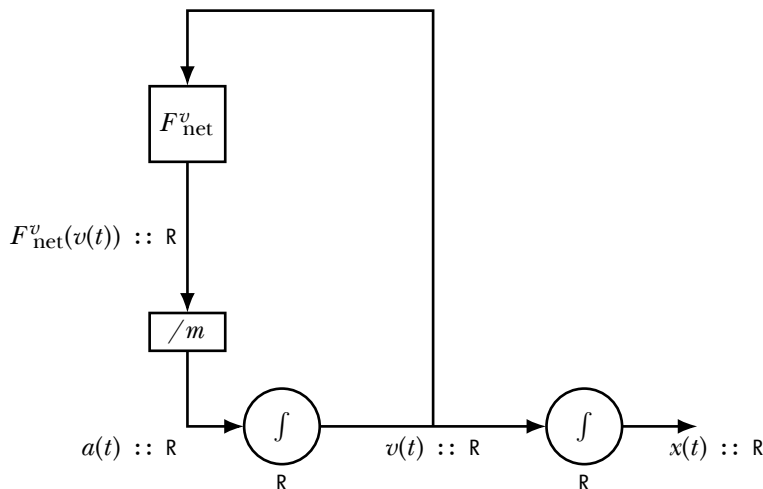 F^v_net
F^v_net(v(t)) :: R
/m
∫ ∫
a(t) :: R v(t) :: R x(t) :: R
R R